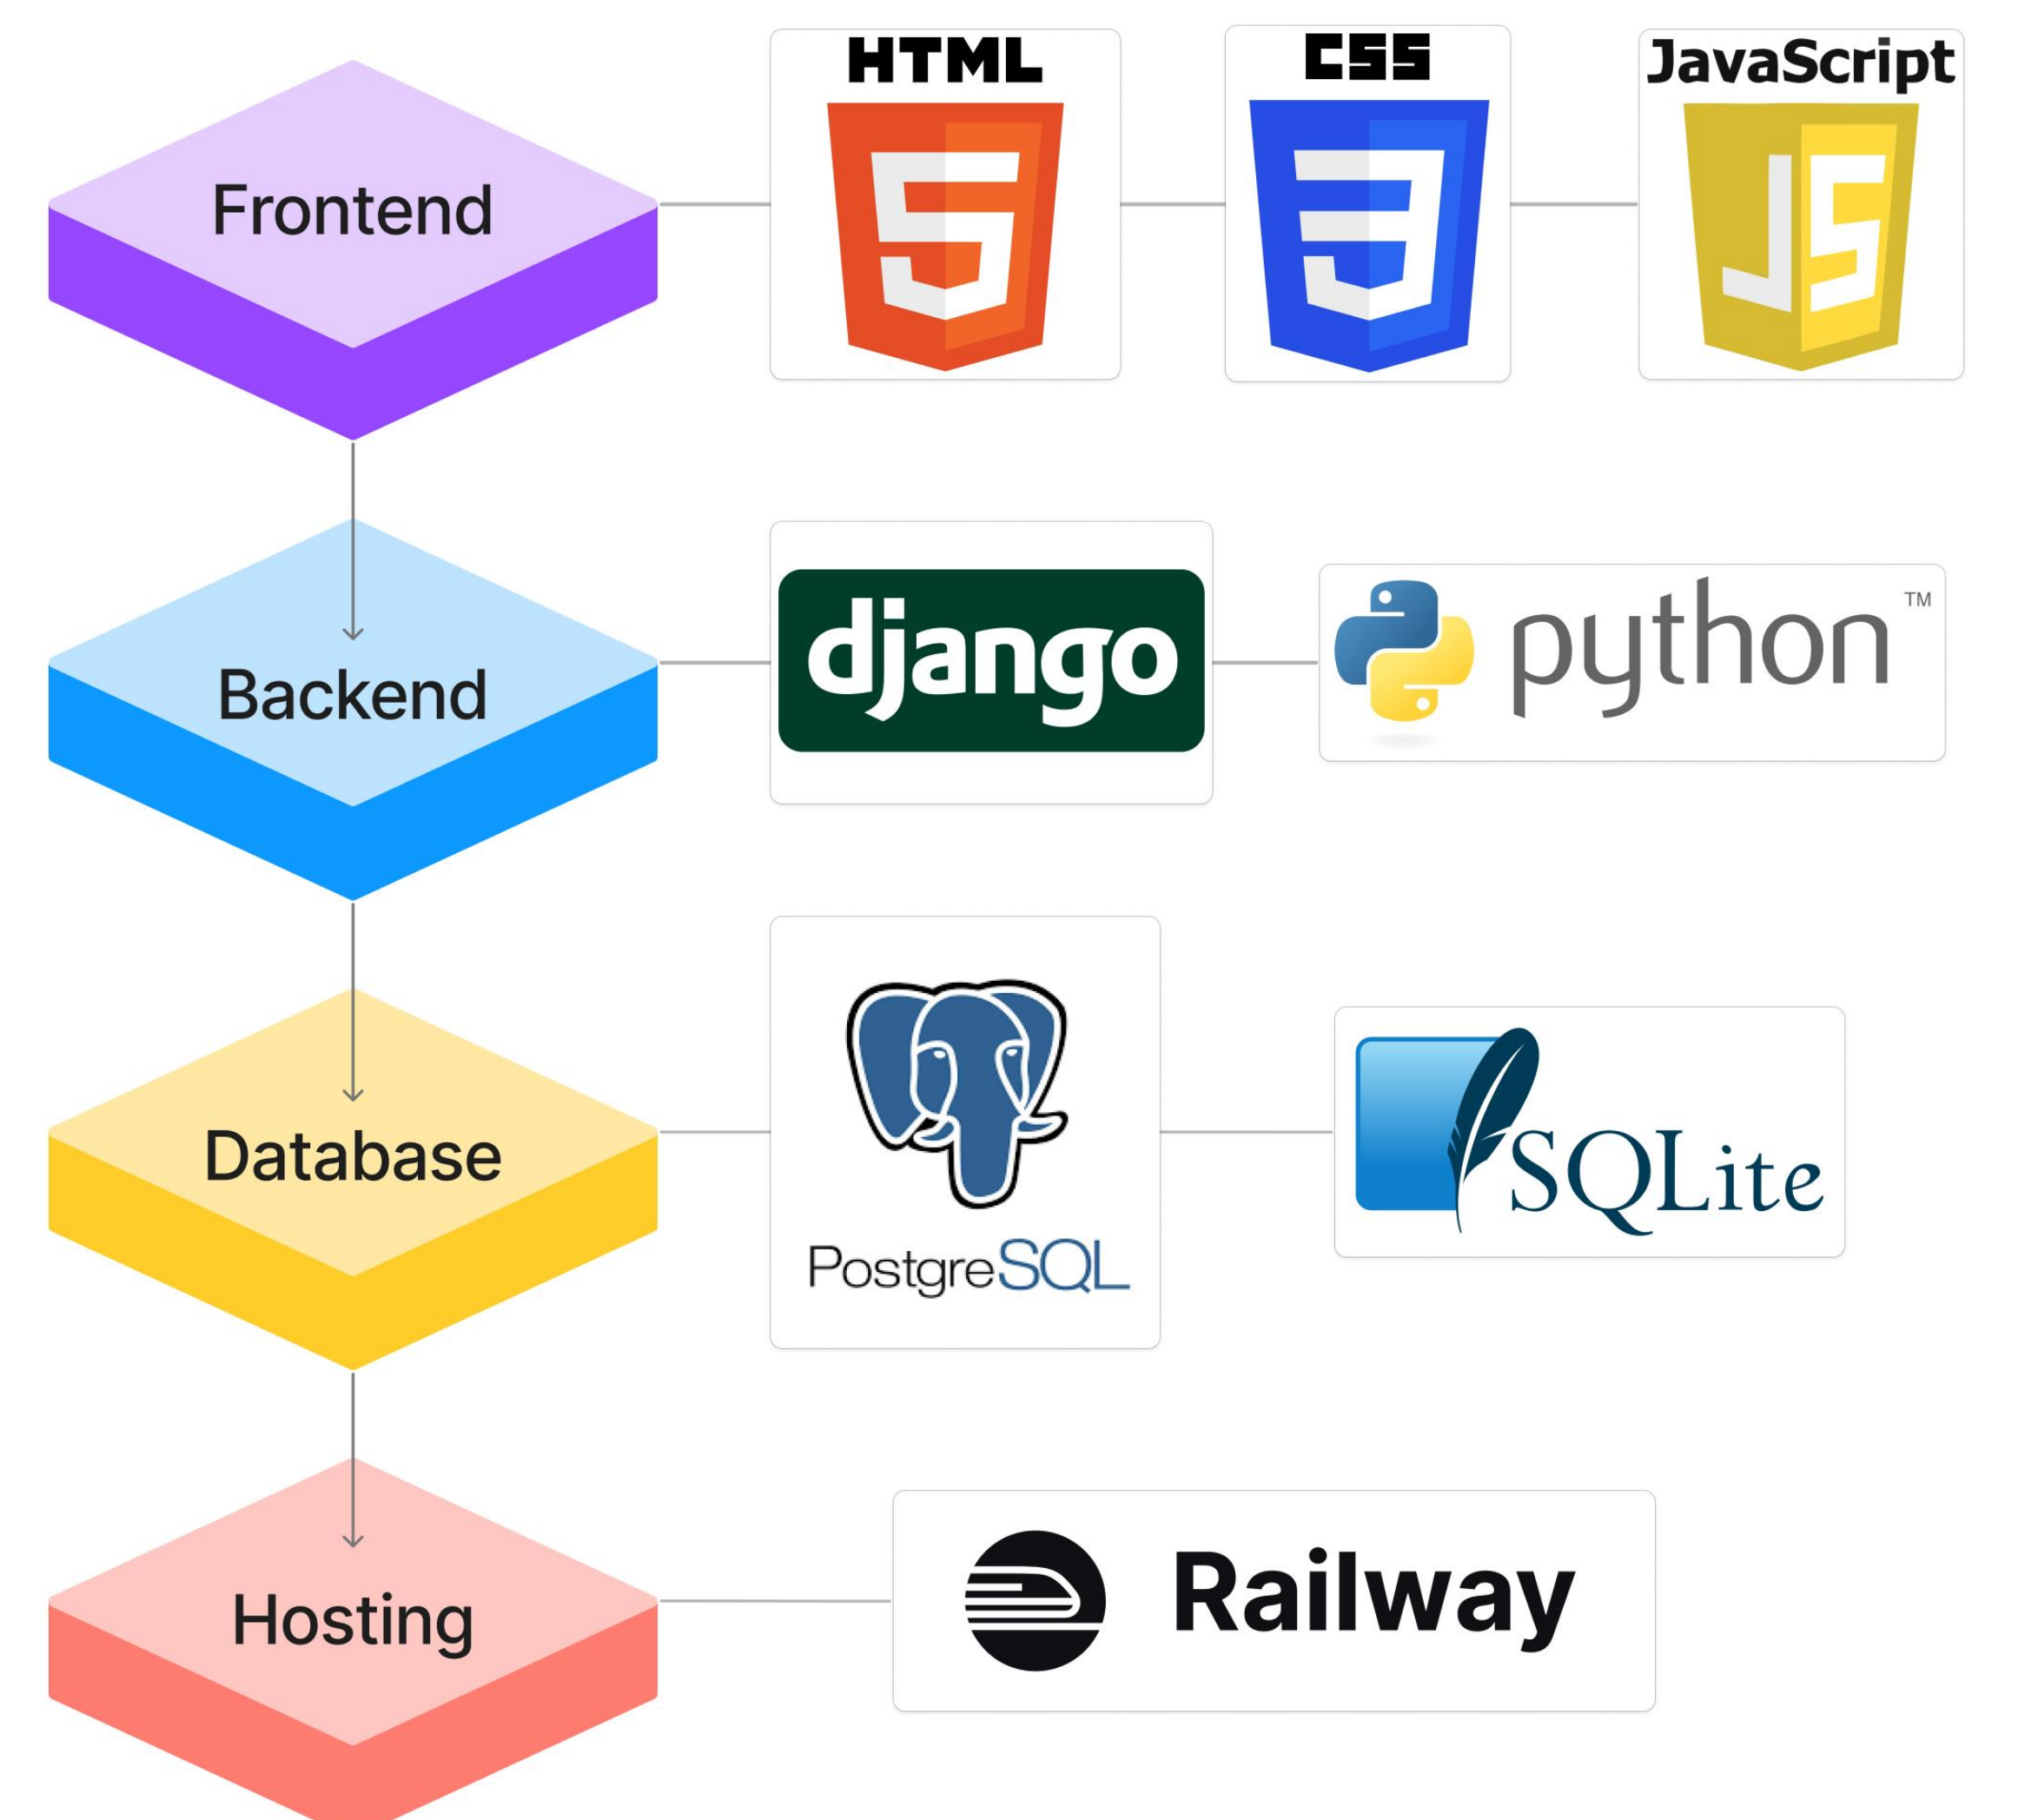 HTML
CSS
JavaScript
Frontend
django
python™
Backend
PostgreSQL
SQLite
Database
Railway
Hosting